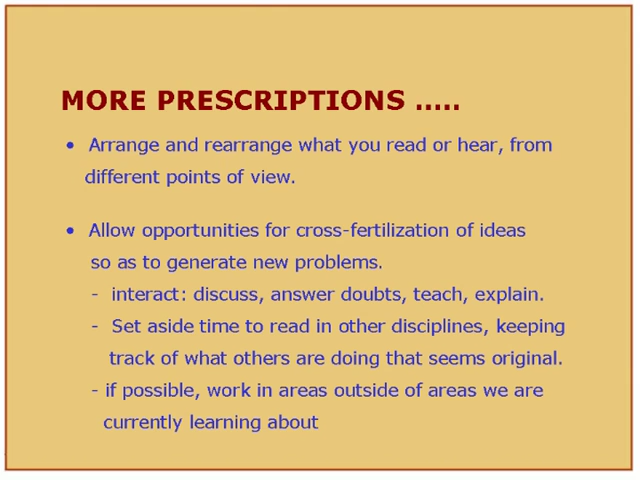 MORE PRESCRIPTIONS .....
• Arrange and rearrange what you read or hear, from
different points of view.
• Allow opportunities for cross-fertilization of ideas
so as to generate new problems.
- interact: discuss, answer doubts, teach, explain.
- Set aside time to read in other disciplines, keeping
track of what others are doing that seems original.
- if possible, work in areas outside of areas we are
currently learning about